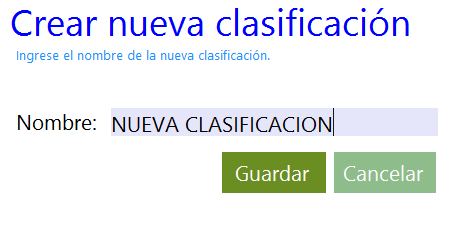 Crear nueva clasificación
Ingrese el nombre de la nueva clasificación.
Nombre: NUEVA CLASIFICACION
Guardar Cancelar